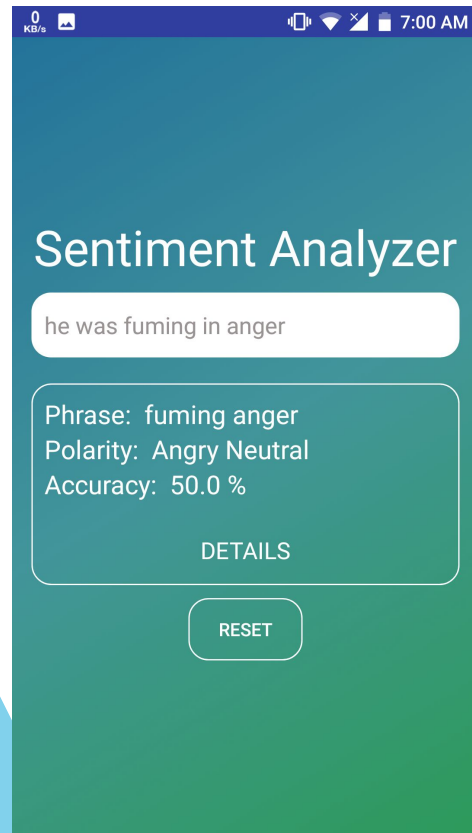 0
KB/s
7:00 AM
Sentiment Analyzer
he was fuming in anger
Phrase: fuming anger
Polarity: Angry Neutral
Accuracy: 50.0 %
DETAILS
RESET